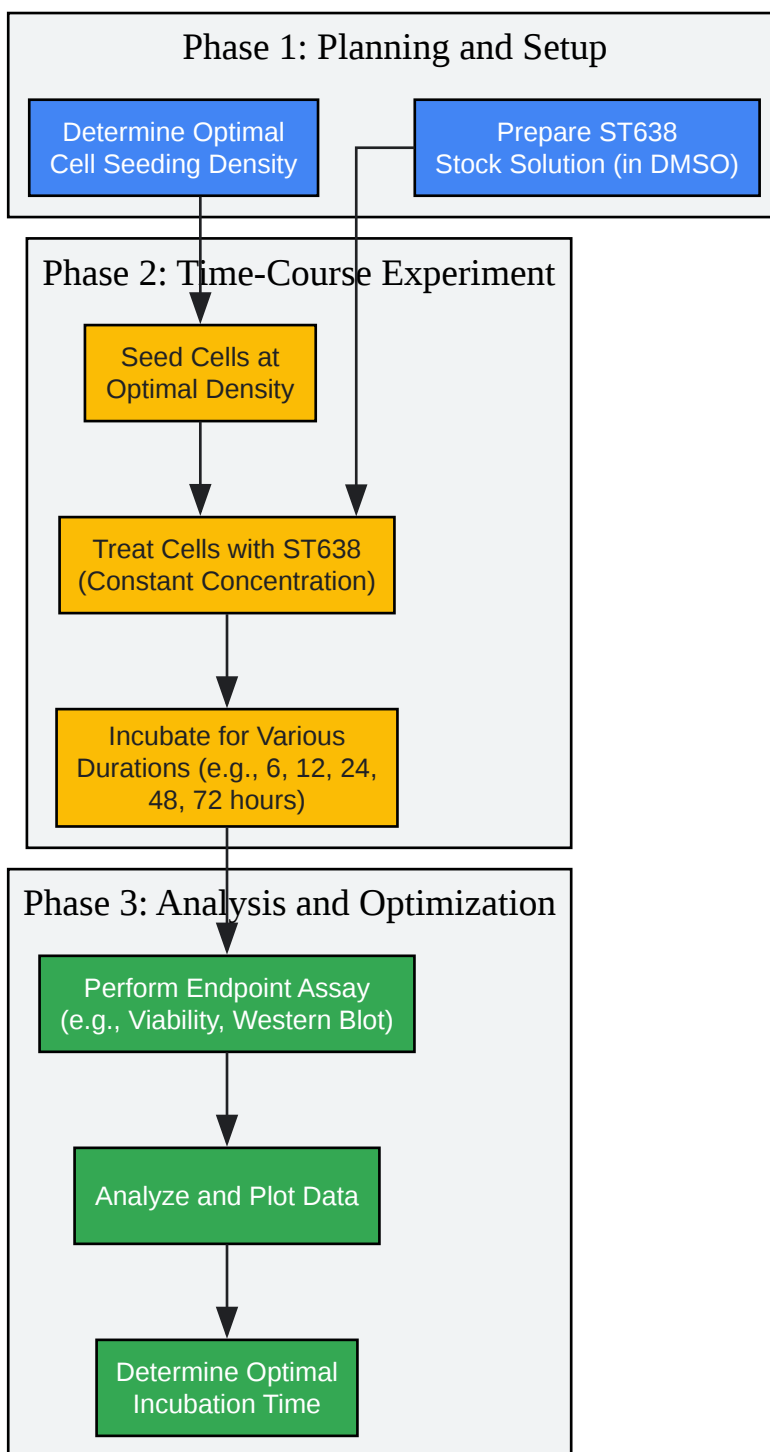 Phase 1: Planning and Setup
Determine Optimal
Cell Seeding Density
Prepare ST638
Stock Solution (in DMSO)
Phase 2: Time-Course Experiment
Seed Cells at
Optimal Density
Treat Cells with ST638
(Constant Concentration)
Incubate for Various
Durations (e.g., 6, 12, 24,
48, 72 hours)
Phase 3: Analysis and Optimization
Perform Endpoint Assay
(e.g., Viability, Western Blot)
Analyze and Plot Data
Determine Optimal
Incubation Time